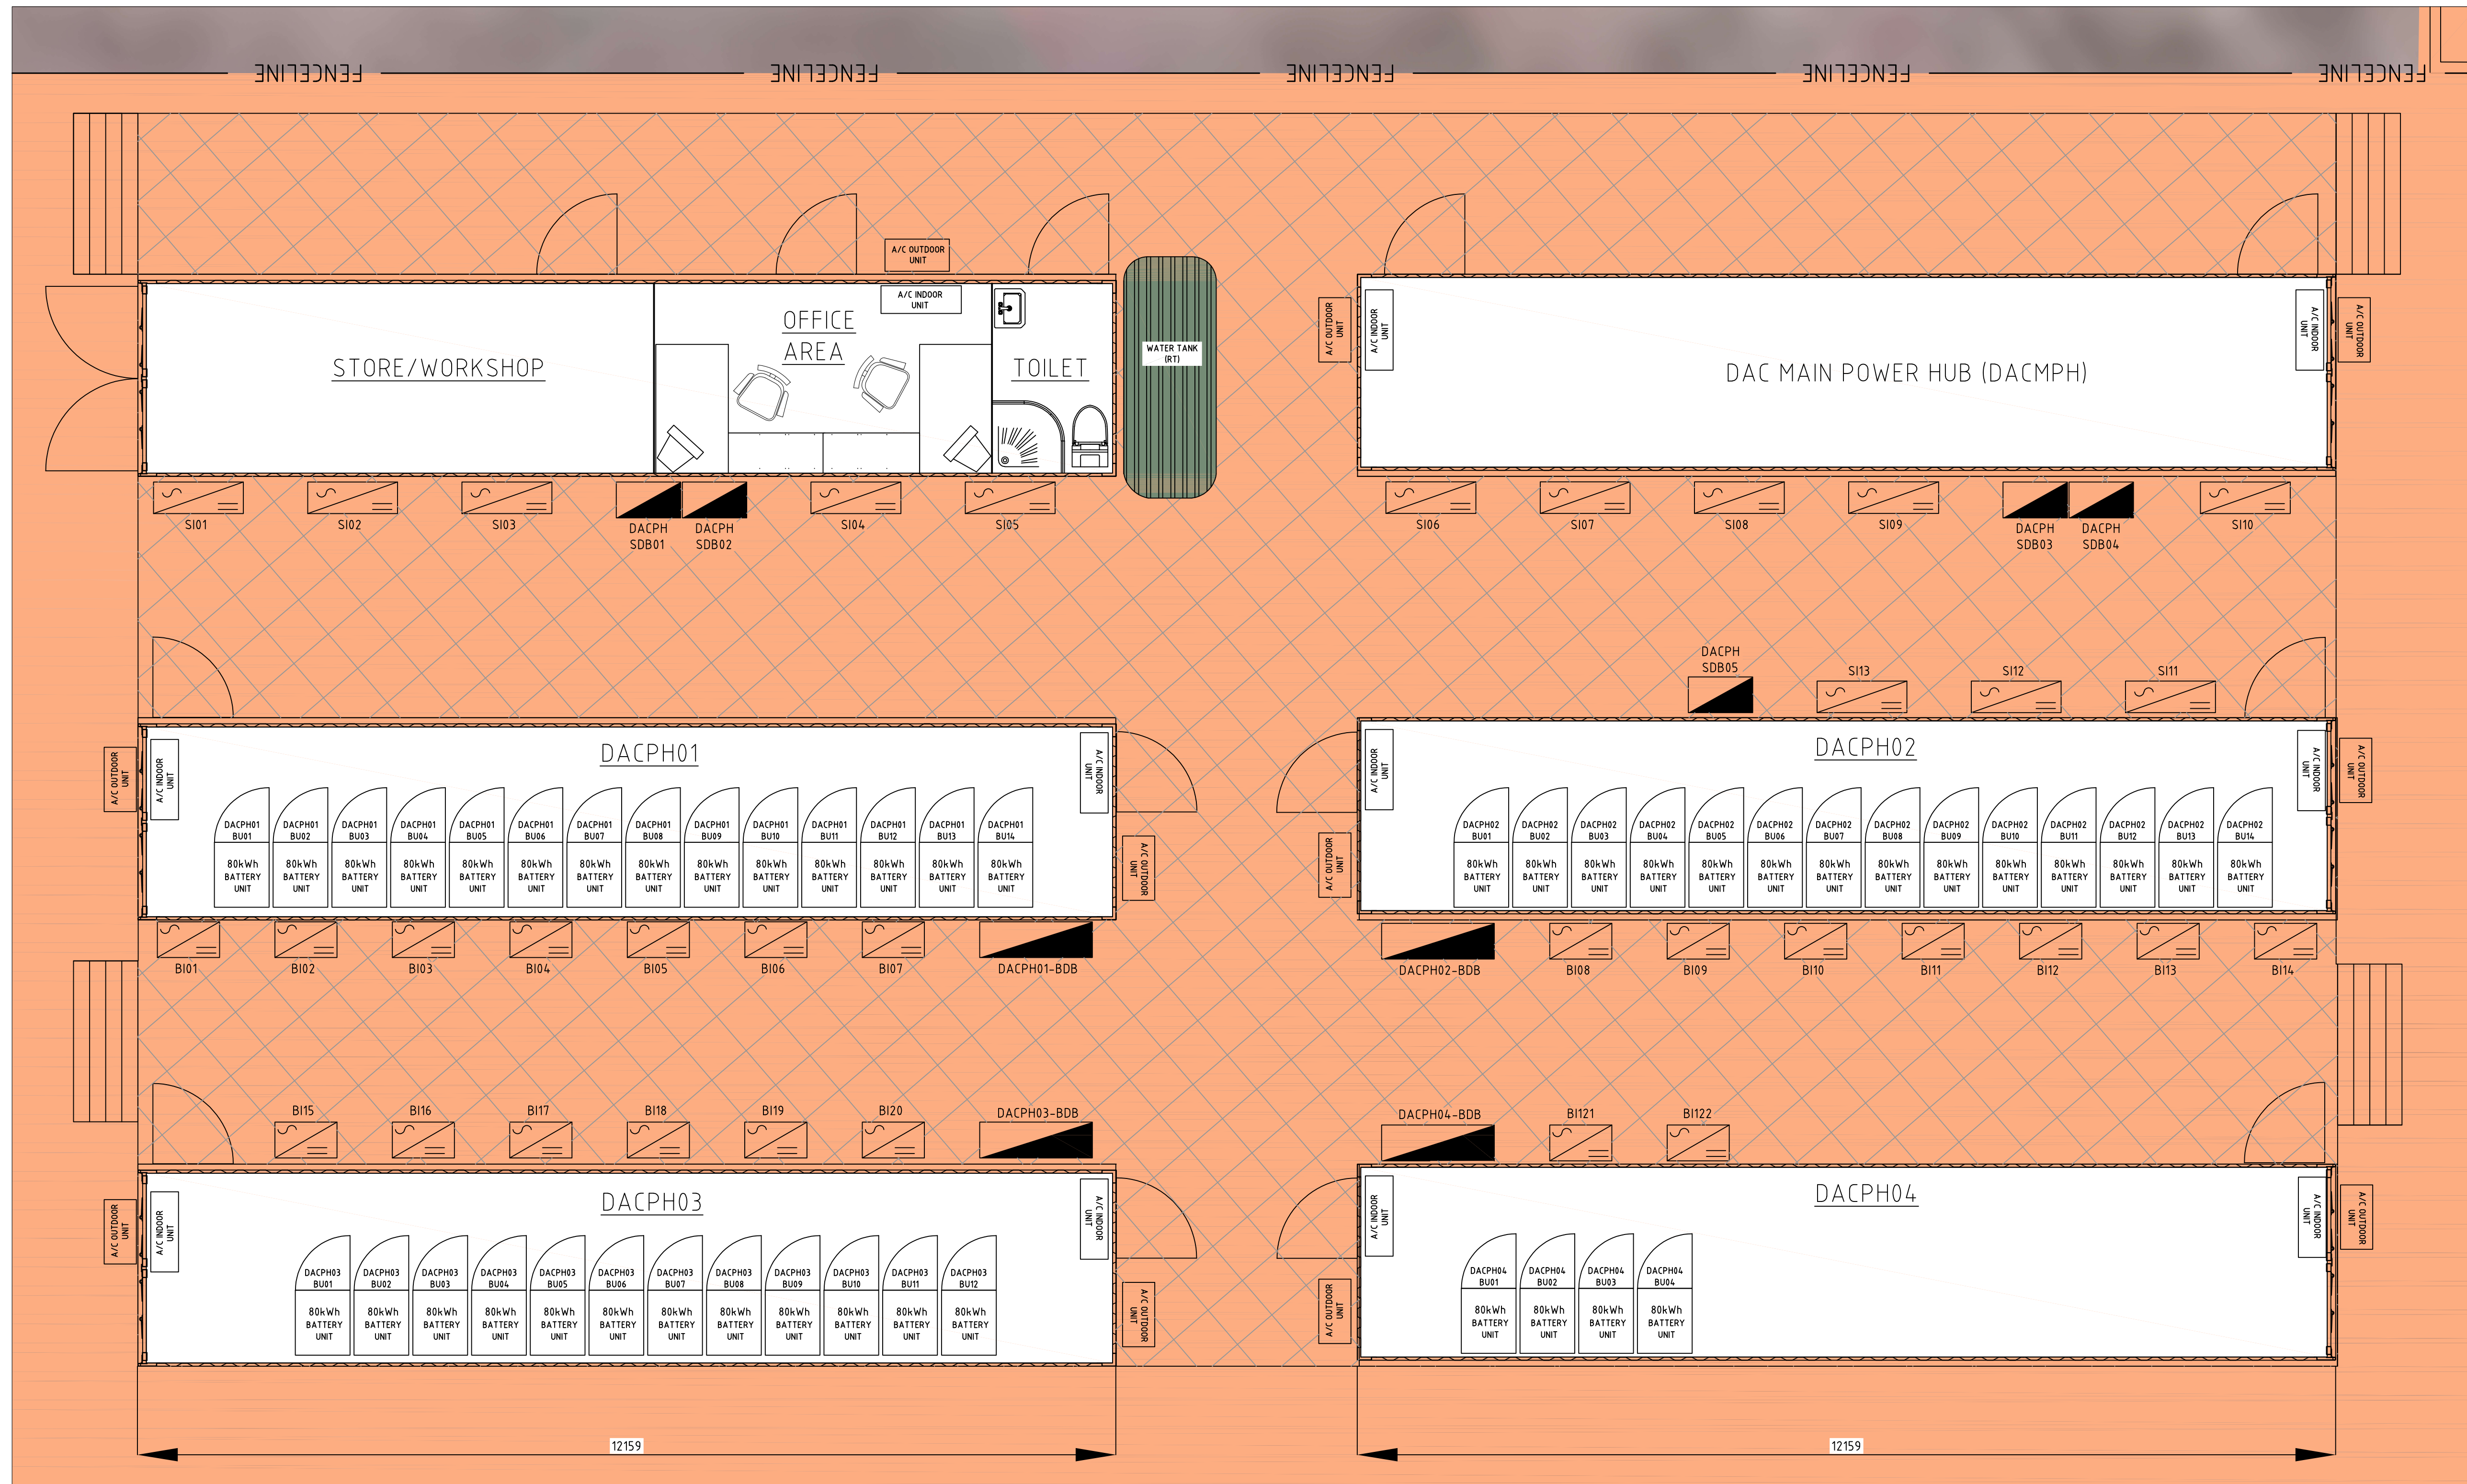 FENCELINE
FENCELINE
FENCELINE
FENCELINE
FENCELINE
A/C OUTDOOR
UNIT
A/C INDOOR
UNIT
OFFICE
AREA
STORE/WORKSHOP
TOILET
WATER TANK
(RT)
A/C OUTDOOR
UNIT
A/C INDOOR
UNIT
DAC MAIN POWER HUB (DACMPH)
A/C INDOOR
UNIT
A/C OUTDOOR
UNIT
SI01
SI02
SI03
DACPH
SDB01
DACPH
SDB02
SI04
SI05
SI06
SI07
SI08
SI09
DACPH
SDB03
DACPH
SDB04
SI10
DACPH
SDB05
SI13
SI12
SI11
A/C OUTDOOR
UNIT
A/C INDOOR
UNIT
DACPH01
A/C INDOOR
UNIT
A/C OUTDOOR
UNIT
DACPH01
BU01
DACPH01
BU02
DACPH01
BU03
DACPH01
BU04
DACPH01
BU05
DACPH01
BU06
DACPH01
BU07
DACPH01
BU08
DACPH01
BU09
DACPH01
BU10
DACPH01
BU11
DACPH01
BU12
DACPH01
BU13
DACPH01
BU14
80kWh
BATTERY
UNIT
80kWh
BATTERY
UNIT
80kWh
BATTERY
UNIT
80kWh
BATTERY
UNIT
80kWh
BATTERY
UNIT
80kWh
BATTERY
UNIT
80kWh
BATTERY
UNIT
80kWh
BATTERY
UNIT
80kWh
BATTERY
UNIT
80kWh
BATTERY
UNIT
80kWh
BATTERY
UNIT
80kWh
BATTERY
UNIT
80kWh
BATTERY
UNIT
80kWh
BATTERY
UNIT
A/C INDOOR
UNIT
A/C OUTDOOR
UNIT
DACPH02
A/C INDOOR
UNIT
A/C OUTDOOR
UNIT
DACPH02
BU01
DACPH02
BU02
DACPH02
BU03
DACPH02
BU04
DACPH02
BU05
DACPH02
BU06
DACPH02
BU07
DACPH02
BU08
DACPH02
BU09
DACPH02
BU10
DACPH02
BU11
DACPH02
BU12
DACPH02
BU13
DACPH02
BU14
80kWh
BATTERY
UNIT
80kWh
BATTERY
UNIT
80kWh
BATTERY
UNIT
80kWh
BATTERY
UNIT
80kWh
BATTERY
UNIT
80kWh
BATTERY
UNIT
80kWh
BATTERY
UNIT
80kWh
BATTERY
UNIT
80kWh
BATTERY
UNIT
80kWh
BATTERY
UNIT
80kWh
BATTERY
UNIT
80kWh
BATTERY
UNIT
80kWh
BATTERY
UNIT
80kWh
BATTERY
UNIT
BI01
BI02
BI03
BI04
BI05
BI06
BI07
DACPH01-BDB
DACPH02-BDB
BI08
BI09
BI10
BI11
BI12
BI13
BI14
BI15
BI16
BI17
BI18
BI19
BI20
DACPH03-BDB
DACPH04-BDB
BI121
BI122
A/C OUTDOOR
UNIT
A/C INDOOR
UNIT
DACPH03
A/C INDOOR
UNIT
A/C OUTDOOR
UNIT
DACPH03
BU01
DACPH03
BU02
DACPH03
BU03
DACPH03
BU04
DACPH03
BU05
DACPH03
BU06
DACPH03
BU07
DACPH03
BU08
DACPH03
BU09
DACPH03
BU10
DACPH03
BU11
DACPH03
BU12
80kWh
BATTERY
UNIT
80kWh
BATTERY
UNIT
80kWh
BATTERY
UNIT
80kWh
BATTERY
UNIT
80kWh
BATTERY
UNIT
80kWh
BATTERY
UNIT
80kWh
BATTERY
UNIT
80kWh
BATTERY
UNIT
80kWh
BATTERY
UNIT
80kWh
BATTERY
UNIT
80kWh
BATTERY
UNIT
80kWh
BATTERY
UNIT
A/C INDOOR
UNIT
A/C OUTDOOR
UNIT
DACPH04
A/C INDOOR
UNIT
A/C OUTDOOR
UNIT
DACPH04
BU01
DACPH04
BU02
DACPH04
BU03
DACPH04
BU04
80kWh
BATTERY
UNIT
80kWh
BATTERY
UNIT
80kWh
BATTERY
UNIT
80kWh
BATTERY
UNIT
12159
12159